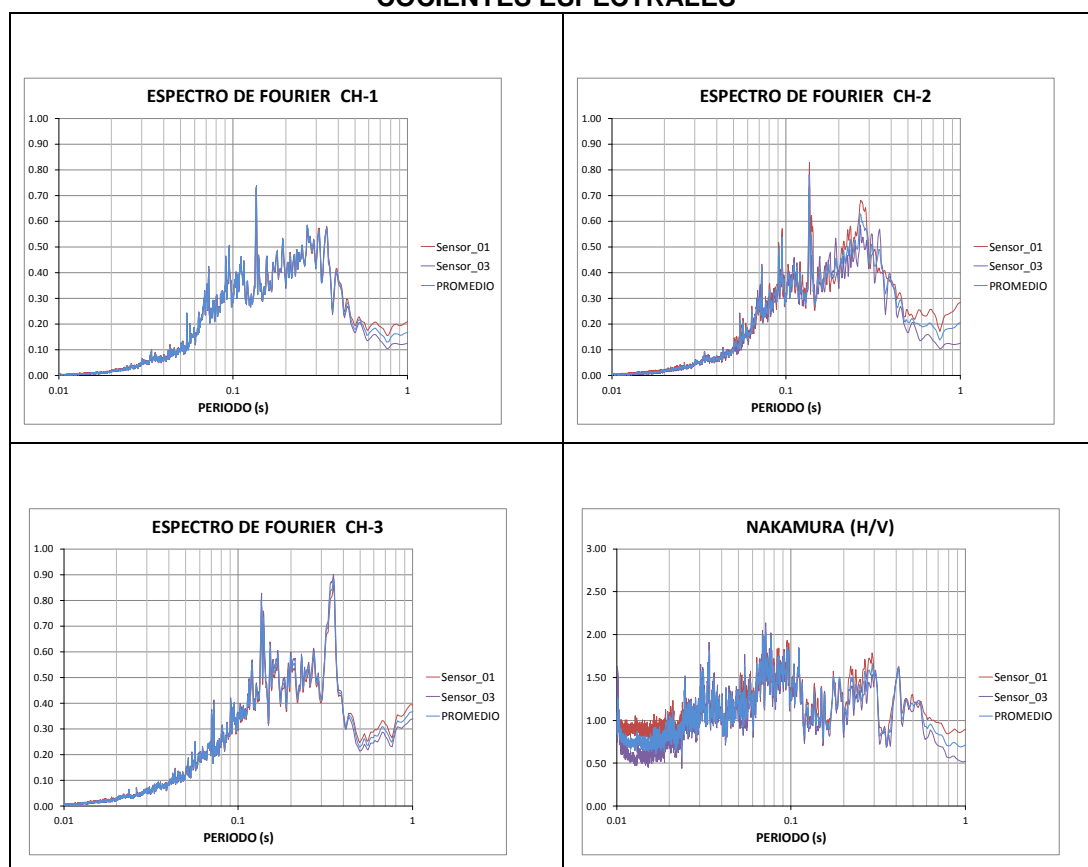 COCIENTES ESPECTRALES
ESPECTRO DE FOURIER CH-1
1.00
0.90
0.80
0.70
0.60
0.50
0.40
0.30
0.20
0.10
0.00
0.01 0.1 1
PERIODO (s)
Sensor_01
Sensor_03
PROMEDIO
ESPECTRO DE FOURIER CH-2
1.00
0.90
0.80
0.70
0.60
0.50
0.40
0.30
0.20
0.10
0.00
0.01 0.1 1
PERIODO (s)
Sensor_01
Sensor_03
PROMEDIO
ESPECTRO DE FOURIER CH-3
1.00
0.90
0.80
0.70
0.60
0.50
0.40
0.30
0.20
0.10
0.00
0.01 0.1 1
PERIODO (s)
Sensor_01
Sensor_03
PROMEDIO
NAKAMURA (H/V)
3.00
2.50
2.00
1.50
1.00
0.50
0.00
0.01 0.1 1
PERIODO (s)
Sensor_01
Sensor_03
PROMEDIO